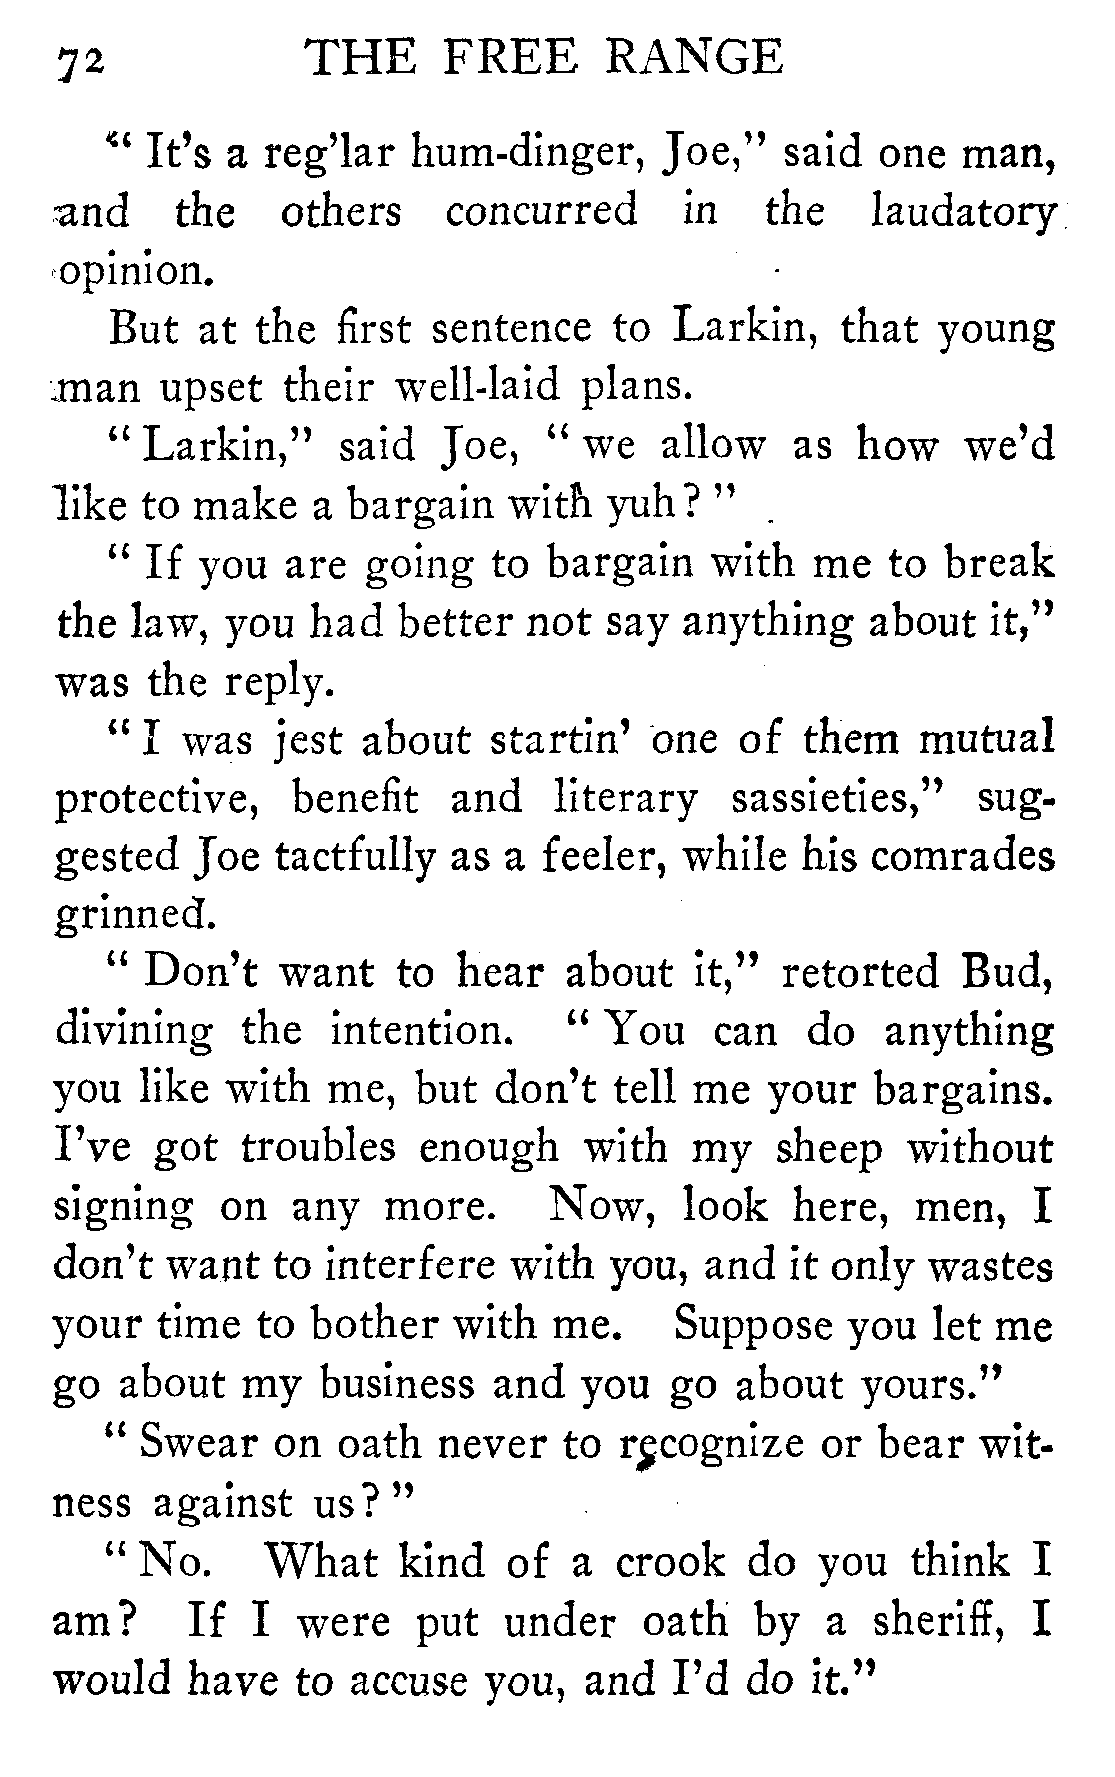 72 THE FREE RANGE
"It's a reg'lar hum-dinger, Joe," said one man,
and the others concurred in the laudatory
opinion.
But at the first sentence to Larkin, that young
man upset their well-laid plans.
"Larkin," said Joe, "we allow as how we'd
like to make a bargain with yuh?"
"If you are going to bargain with me to break
the law, you had better not say anything about it,"
was the reply.
"I was jest about startin' one of them mutual
protective, benefit and literary sassieties," sug-
gested Joe tactfully as a feeler, while his comrades
grinned.
"Don't want to hear about it," retorted Bud,
divining the intention. "You can do anything
you like with me, but don't tell me your bargains.
I've got troubles enough with my sheep without
signing on any more. Now, look here, men, I
don't want to interfere with you, and it only wastes
your time to bother with me. Suppose you let me
go about my business and you go about yours."
"Swear on oath never to recognize or bear wit-
ness against us?"
"No. What kind of a crook do you think I
am? If I were put under oath by a sheriff, I
would have to accuse you, and I'd do it."